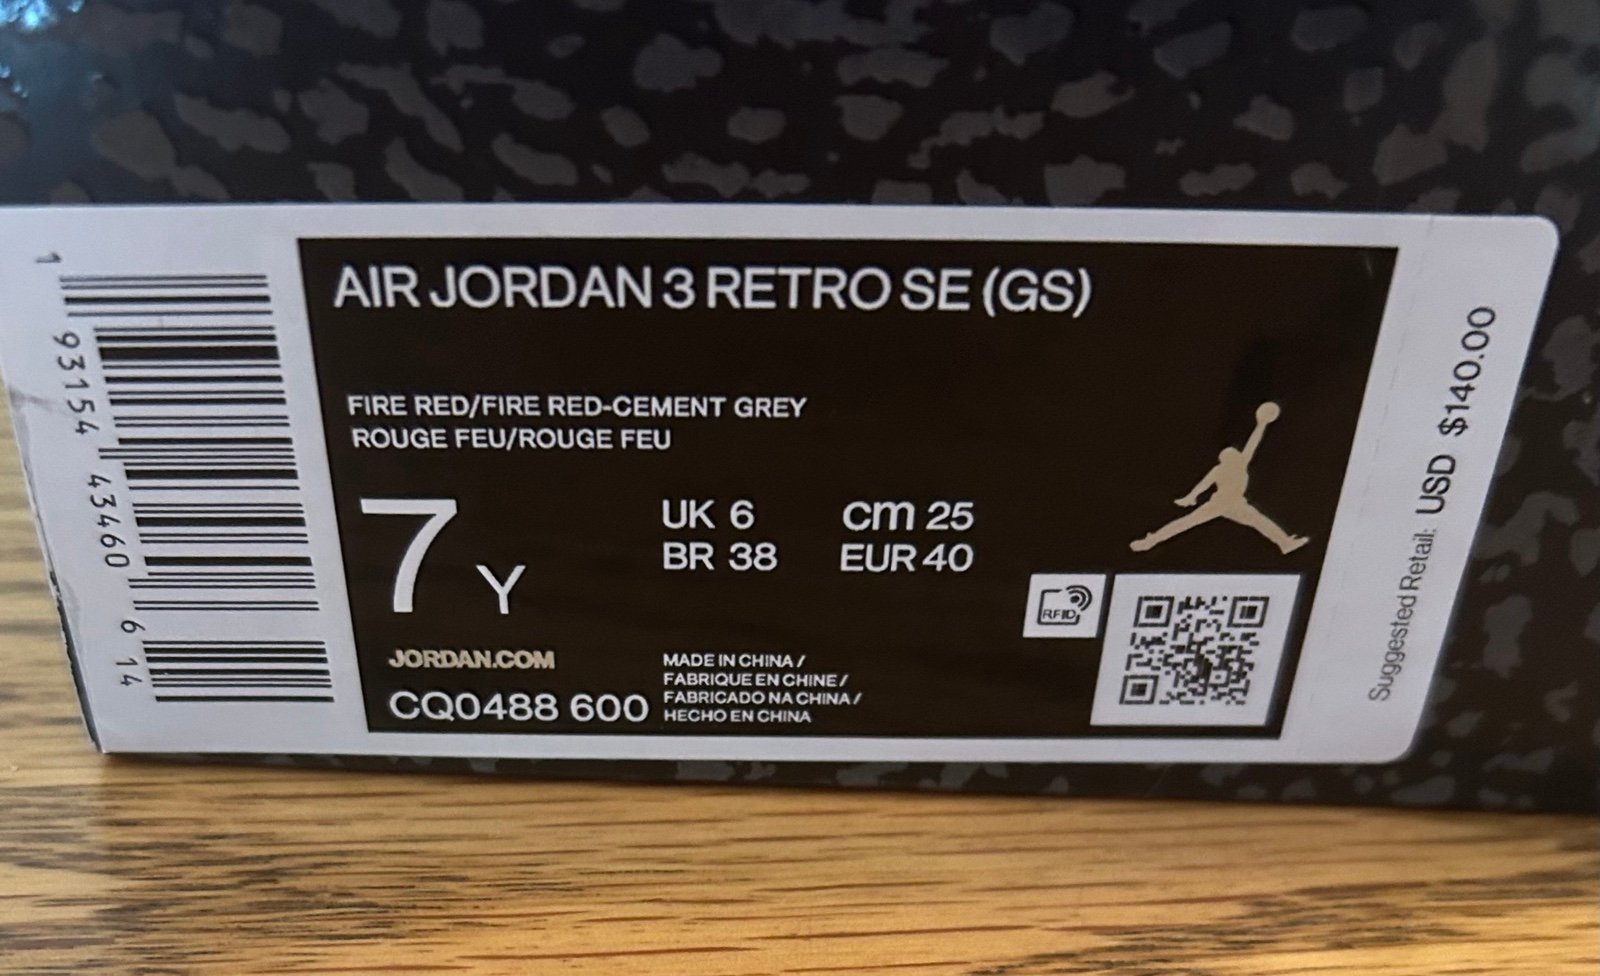 AIR JORDAN 3 RETRO SE (GS)
FIRE RED/FIRE RED-CEMENT GREY
ROUGE FEU/ROUGE FEU
7 Y
UK 6
BR 38
cm 25
EUR 40
JORDAN.COM
CQ0488 600
MADE IN CHINA /
FABRIQUE EN CHINE /
FABRICADO NA CHINA /
HECHO EN CHINA
RFID
Suggested Retail: USD $140.00
1 93154 43460 6 14